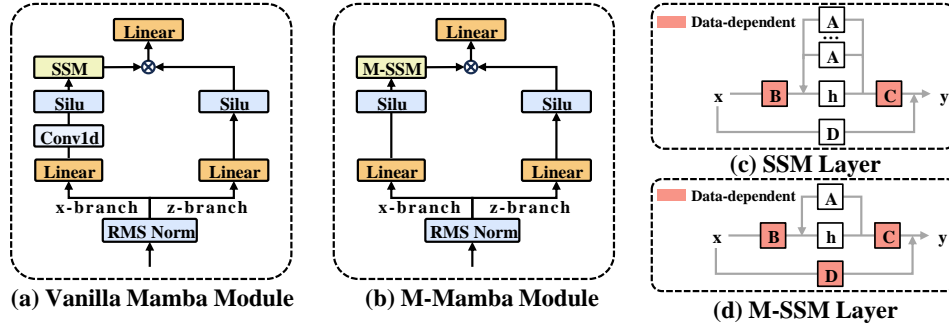 Linear
SSM
Silu
Silu
Conv1d
Linear
Linear
x-branch
z-branch
RMS Norm
(a) Vanilla Mamba Module
Linear
M-SSM
Silu
Silu
Linear
Linear
x-branch
z-branch
RMS Norm
(b) M-Mamba Module
Data-dependent
A
...
A
x
B
h
C
y
D
(c) SSM Layer
Data-dependent
A
x
B
h
C
y
D
(d) M-SSM Layer